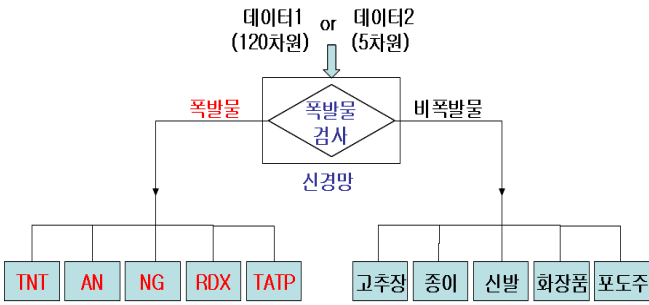 데이터1 or 데이터2
(120차원) (5차원)
폭발물 폭발물 비폭발물
검사
신경망
TNT AN NG RDX TATP 고추장 종이 신발 화장품 포도주